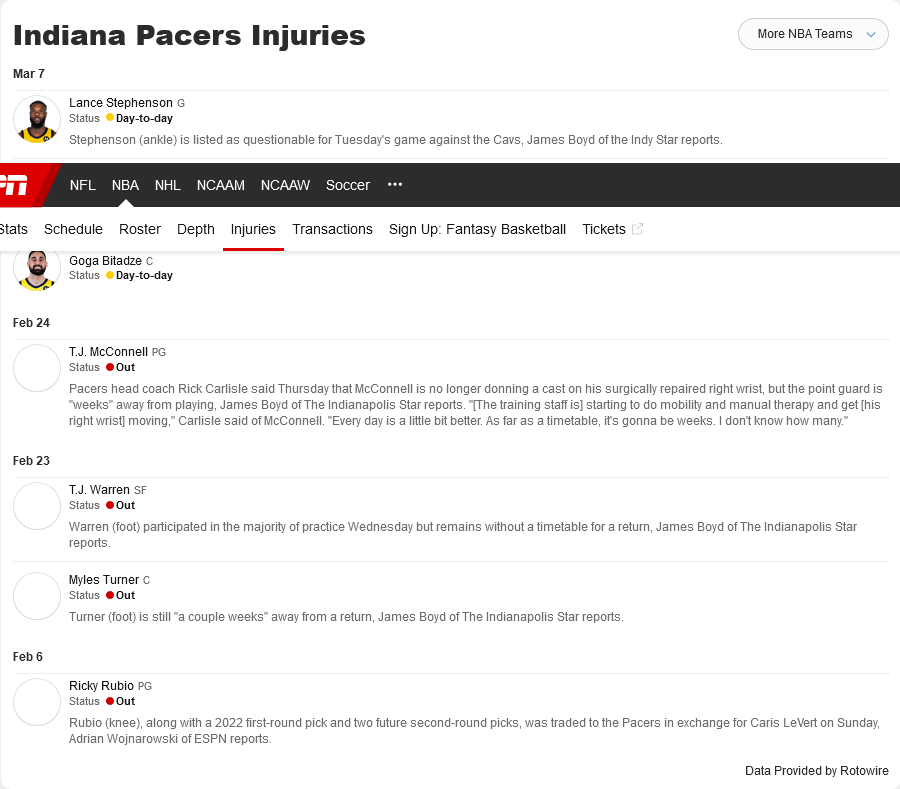 Indiana Pacers Injuries
More NBA Teams
Mar 7
Lance Stephenson G
Status Day-to-day
Stephenson (ankle) is listed as questionable for Tuesday's game against the Cavs, James Boyd of the Indy Star reports.
NFL NBA NHL NCAAM NCAAW Soccer •••
Stats Schedule Roster Depth Injuries Transactions Sign Up: Fantasy Basketball Tickets
Goga Bitadze C
Status Day-to-day
Feb 24
T.J. McConnell PG
Status Out
Pacers head coach Rick Carlisle said Thursday that McConnell is no longer donning a cast on his surgically repaired right wrist, but the point guard is
"weeks" away from playing, James Boyd of The Indianapolis Star reports. "[The training staff is] starting to do mobility and manual therapy and get [his
right wrist] moving," Carlisle said of McConnell. "Every day is a little bit better. As far as a timetable, it's gonna be weeks. I don't know how many."
Feb 23
T.J. Warren SF
Status Out
Warren (foot) participated in the majority of practice Wednesday but remains without a timetable for a return, James Boyd of The Indianapolis Star
reports.
Myles Turner C
Status Out
Turner (foot) is still "a couple weeks" away from a return, James Boyd of The Indianapolis Star reports.
Feb 6
Ricky Rubio PG
Status Out
Rubio (knee), along with a 2022 first-round pick and two future second-round picks, was traded to the Pacers in exchange for Caris LeVert on Sunday,
Adrian Wojnarowski of ESPN reports.
Data Provided by Rotowire